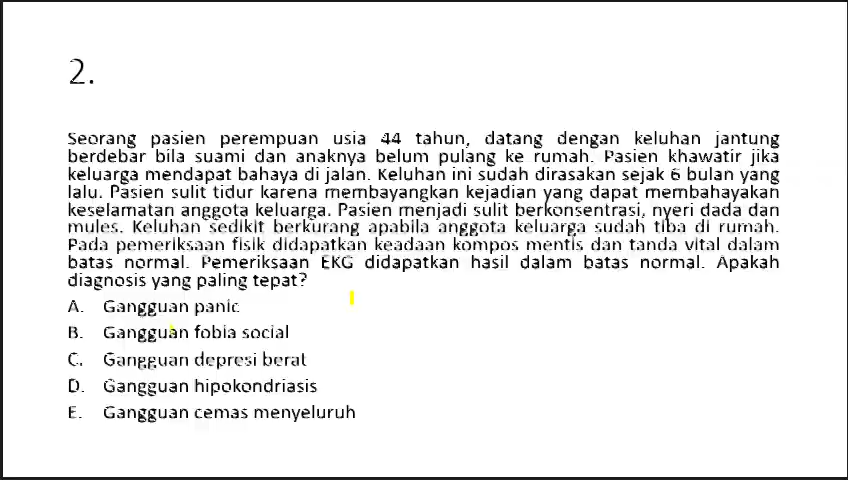 2.
Seorang pasien perempuan usia 44 tahun, datang dengan keluhan jantung
berdebar bila suami dan anaknya belum pulang ke rumah. Pasien khawatir jika
keluarga mendapat bahaya di jalan. Keluhan ini sudah dirasakan sejak 6 bulan yang
lalu. Pasien sulit tidur karena membayangkan kejadian yang dapat membahayakan
keselamatan anggota keluarga. Pasien menjadi sulit berkonsentrasi, nyeri dada dan
mules. Keluhan sedikit berkurang apabila anggota keluarga sudah tiba di rumah.
Pada pemeriksaan fisik didapatkan keadaan kompos mentis dan tanda vital dalam
batas normal. Pemeriksaan EKG didapatkan hasil dalam batas normal. Apakah
diagnosis yang paling tepat?
A. Gangguan panic
B. Gangguan fobia social
C. Gangguan depresi berat
D. Gangguan hipokondriasis
E. Gangguan cemas menyeluruh